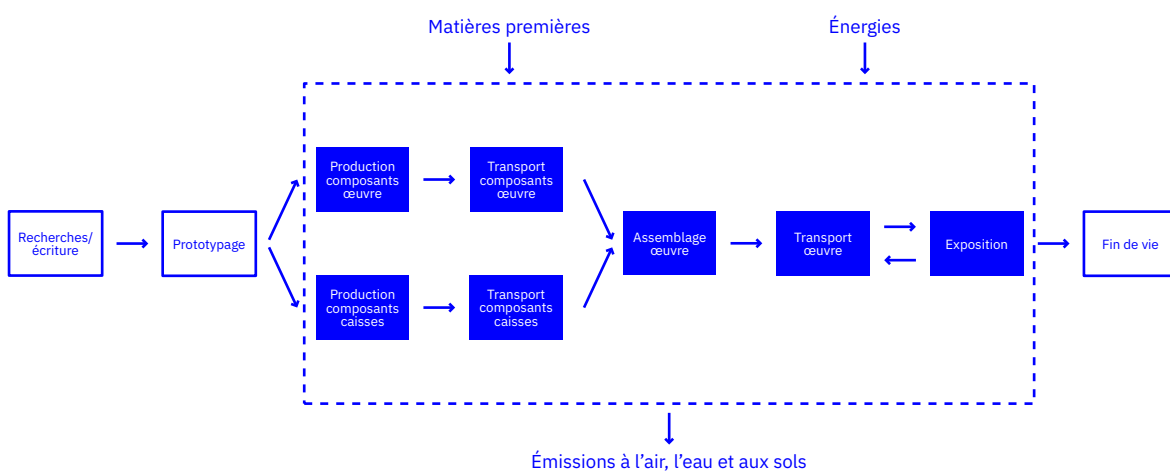 Matières premières
Énergies
Recherches/
écriture
Prototypage
Production
composants
œuvre
Transport
composants
œuvre
Production
composants
caisses
Transport
composants
caisses
Assemblage
œuvre
Transport
œuvre
Exposition
Fin de vie
Émissions à l’air, l’eau et aux sols